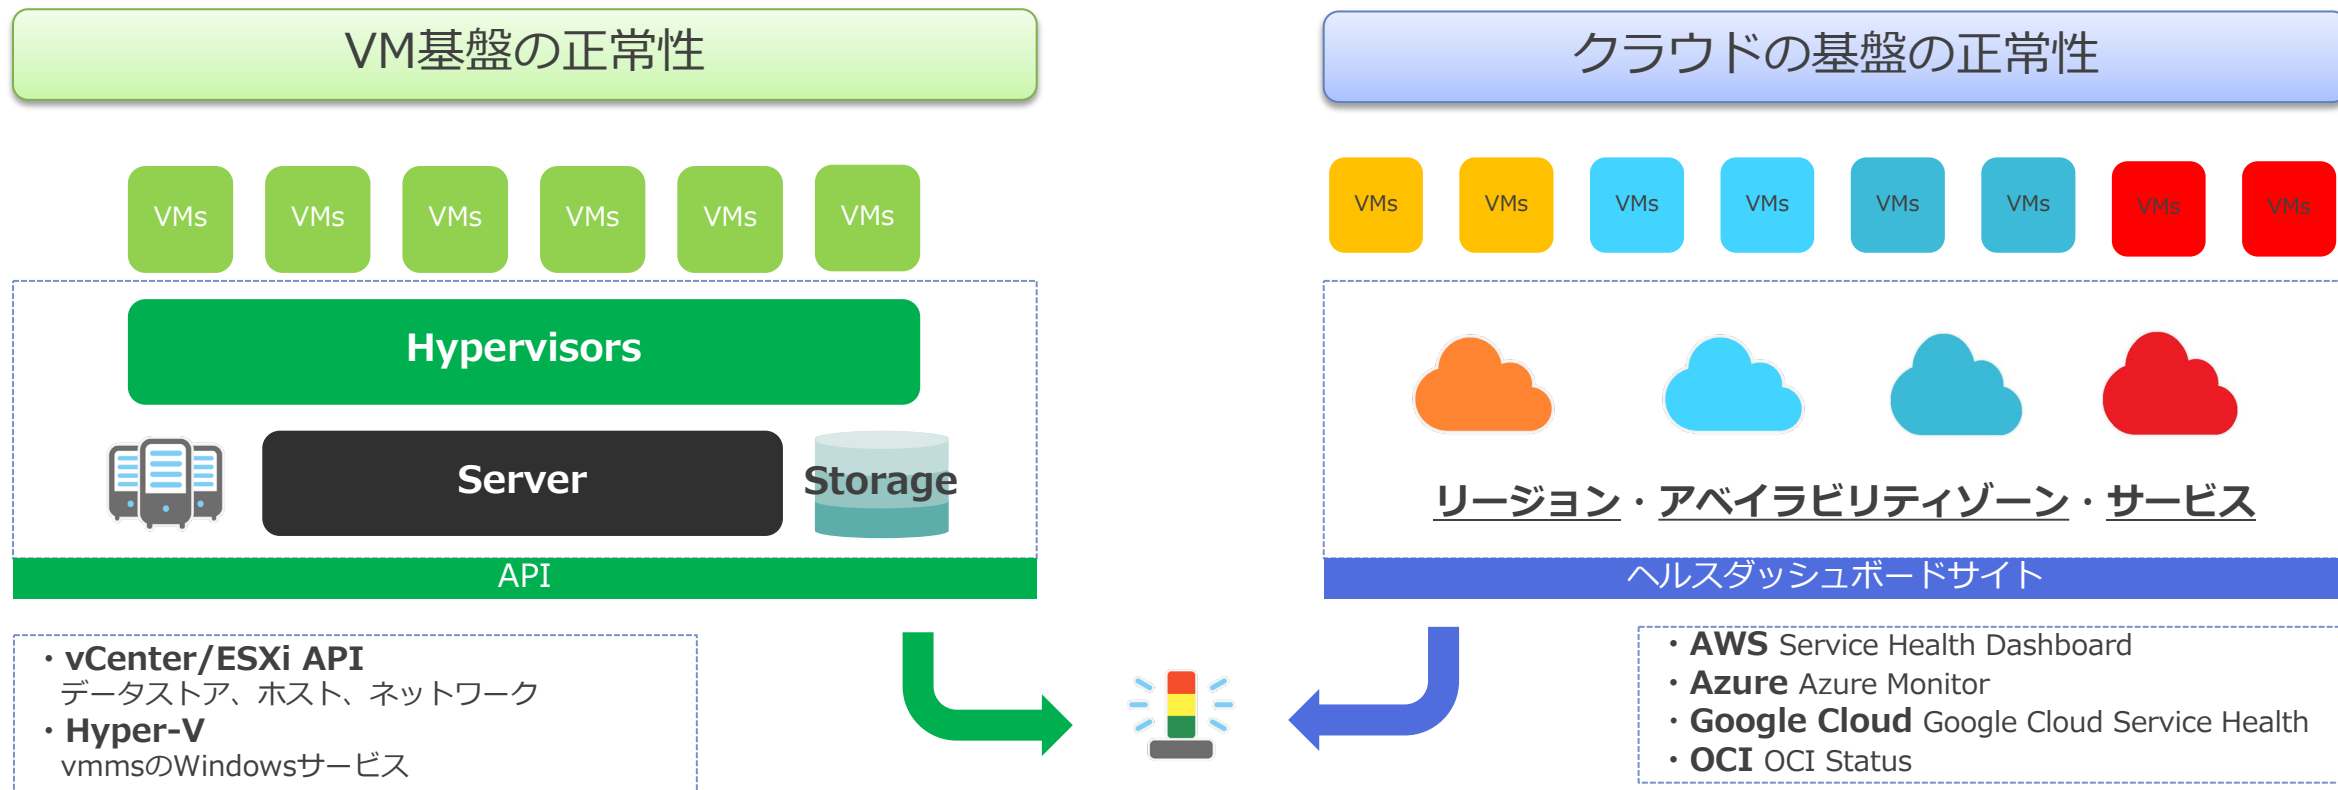 VM基盤の正常性
VMs VMs VMs VMs VMs VMs
Hypervisors
Server
Storage
API
・vCenter/ESXi API
データストア、ホスト、ネットワーク
・Hyper-V
vmmsのWindowsサービス
クラウドの基盤の正常性
VMs VMs VMs VMs VMs VMs VMs VMs
リージョン・アベイラビリティゾーン・サービス
ヘルスダッシュボードサイト
・AWS Service Health Dashboard
・Azure Azure Monitor
・Google Cloud Google Cloud Service Health
・OCI OCI Status